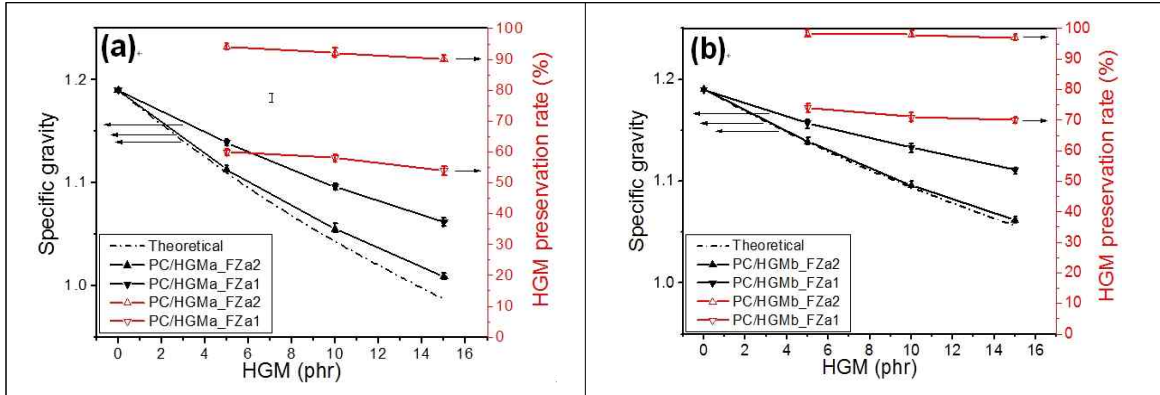 (a)
Specific gravity
1.2
1.1
1.0
100
90
80
70
60
50
40
30
20
10
0
HGM preservation rate (%)
Theoretical
PC/HGMa_FZa2
PC/HGMa_FZa1
PC/HGMa_FZa2
PC/HGMa_FZa1
0 2 4 6 8 10 12 14 16
HGM (phr)
(b)
Specific gravity
1.2
1.1
1.0
100
90
80
70
60
50
40
30
20
10
0
HGM preservation rate (%)
Theoretical
PC/HGMb_FZa2
PC/HGMb_FZa1
PC/HGMb_FZa2
PC/HGMb_FZa1
0 2 4 6 8 10 12 14 16
HGM (phr)